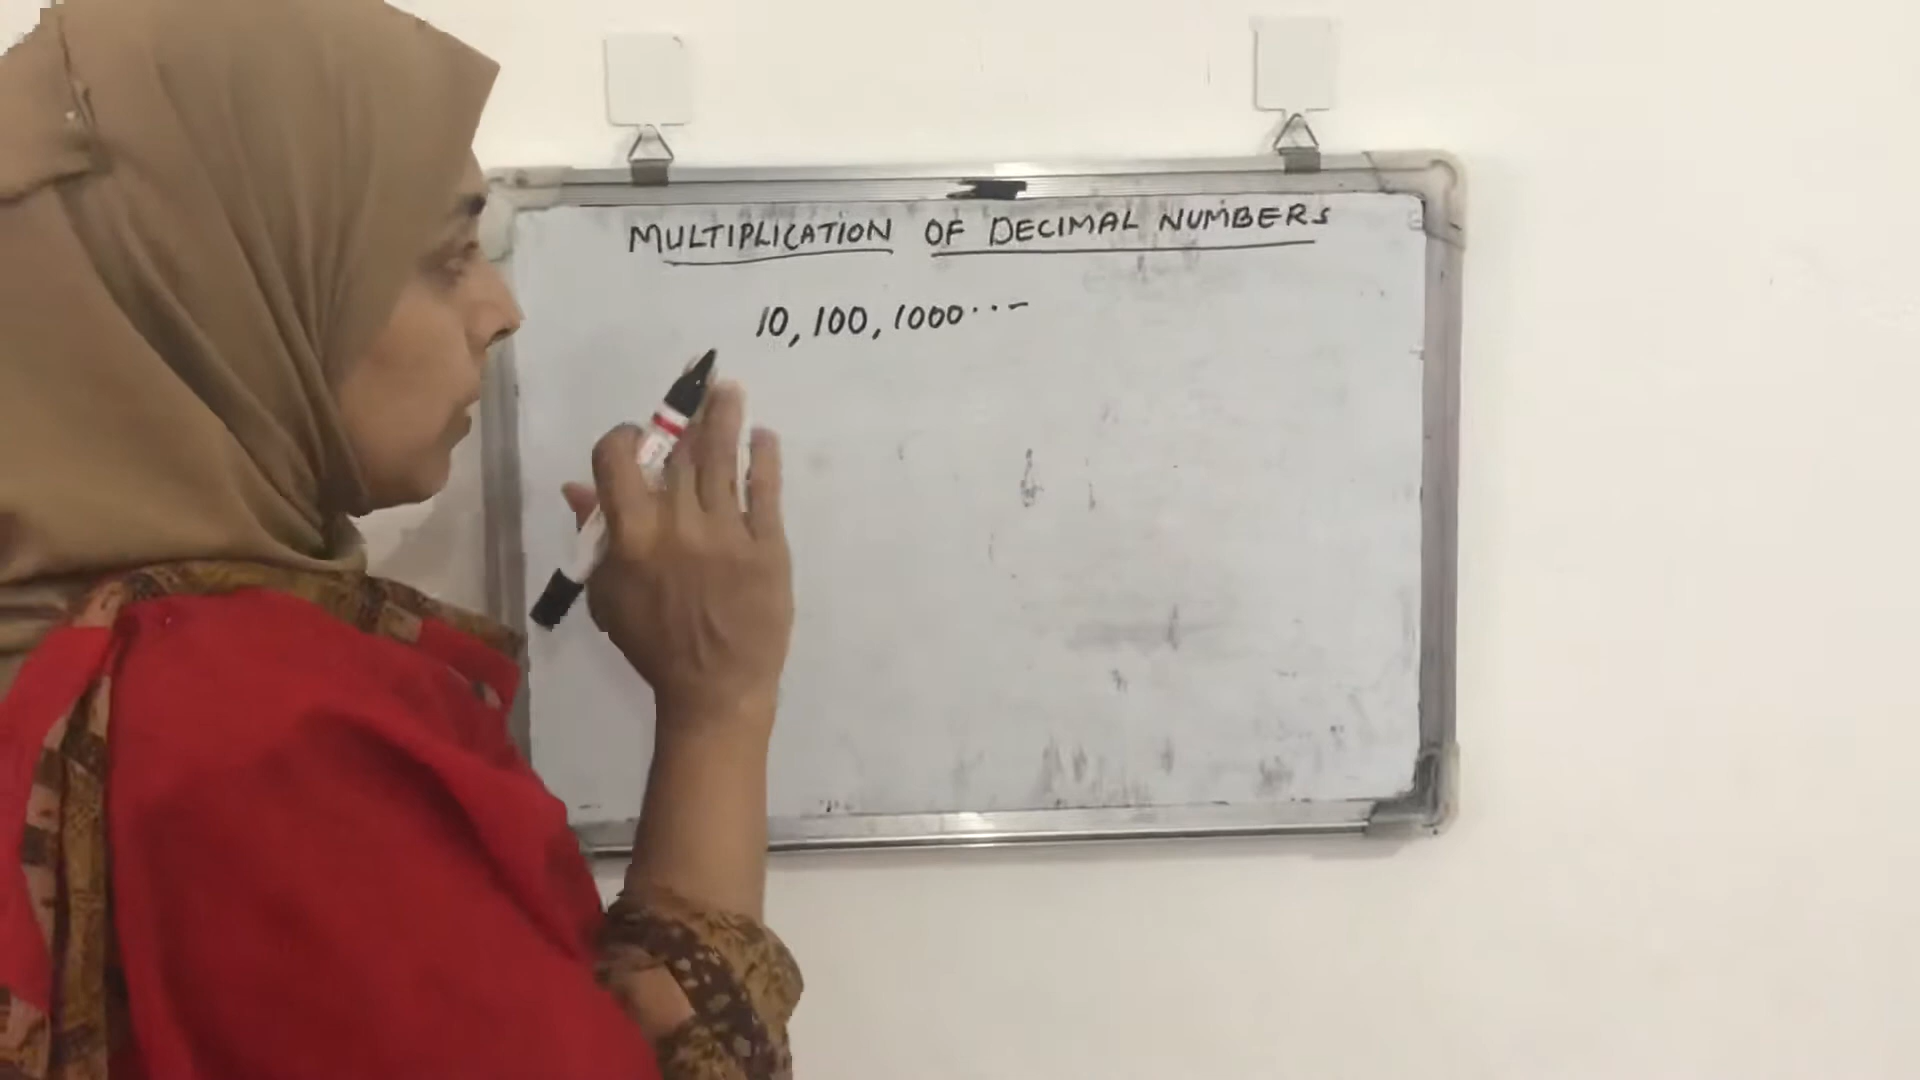 MULTIPLICATION OF DECIMAL NUMBERS
10, 100, 1000...-